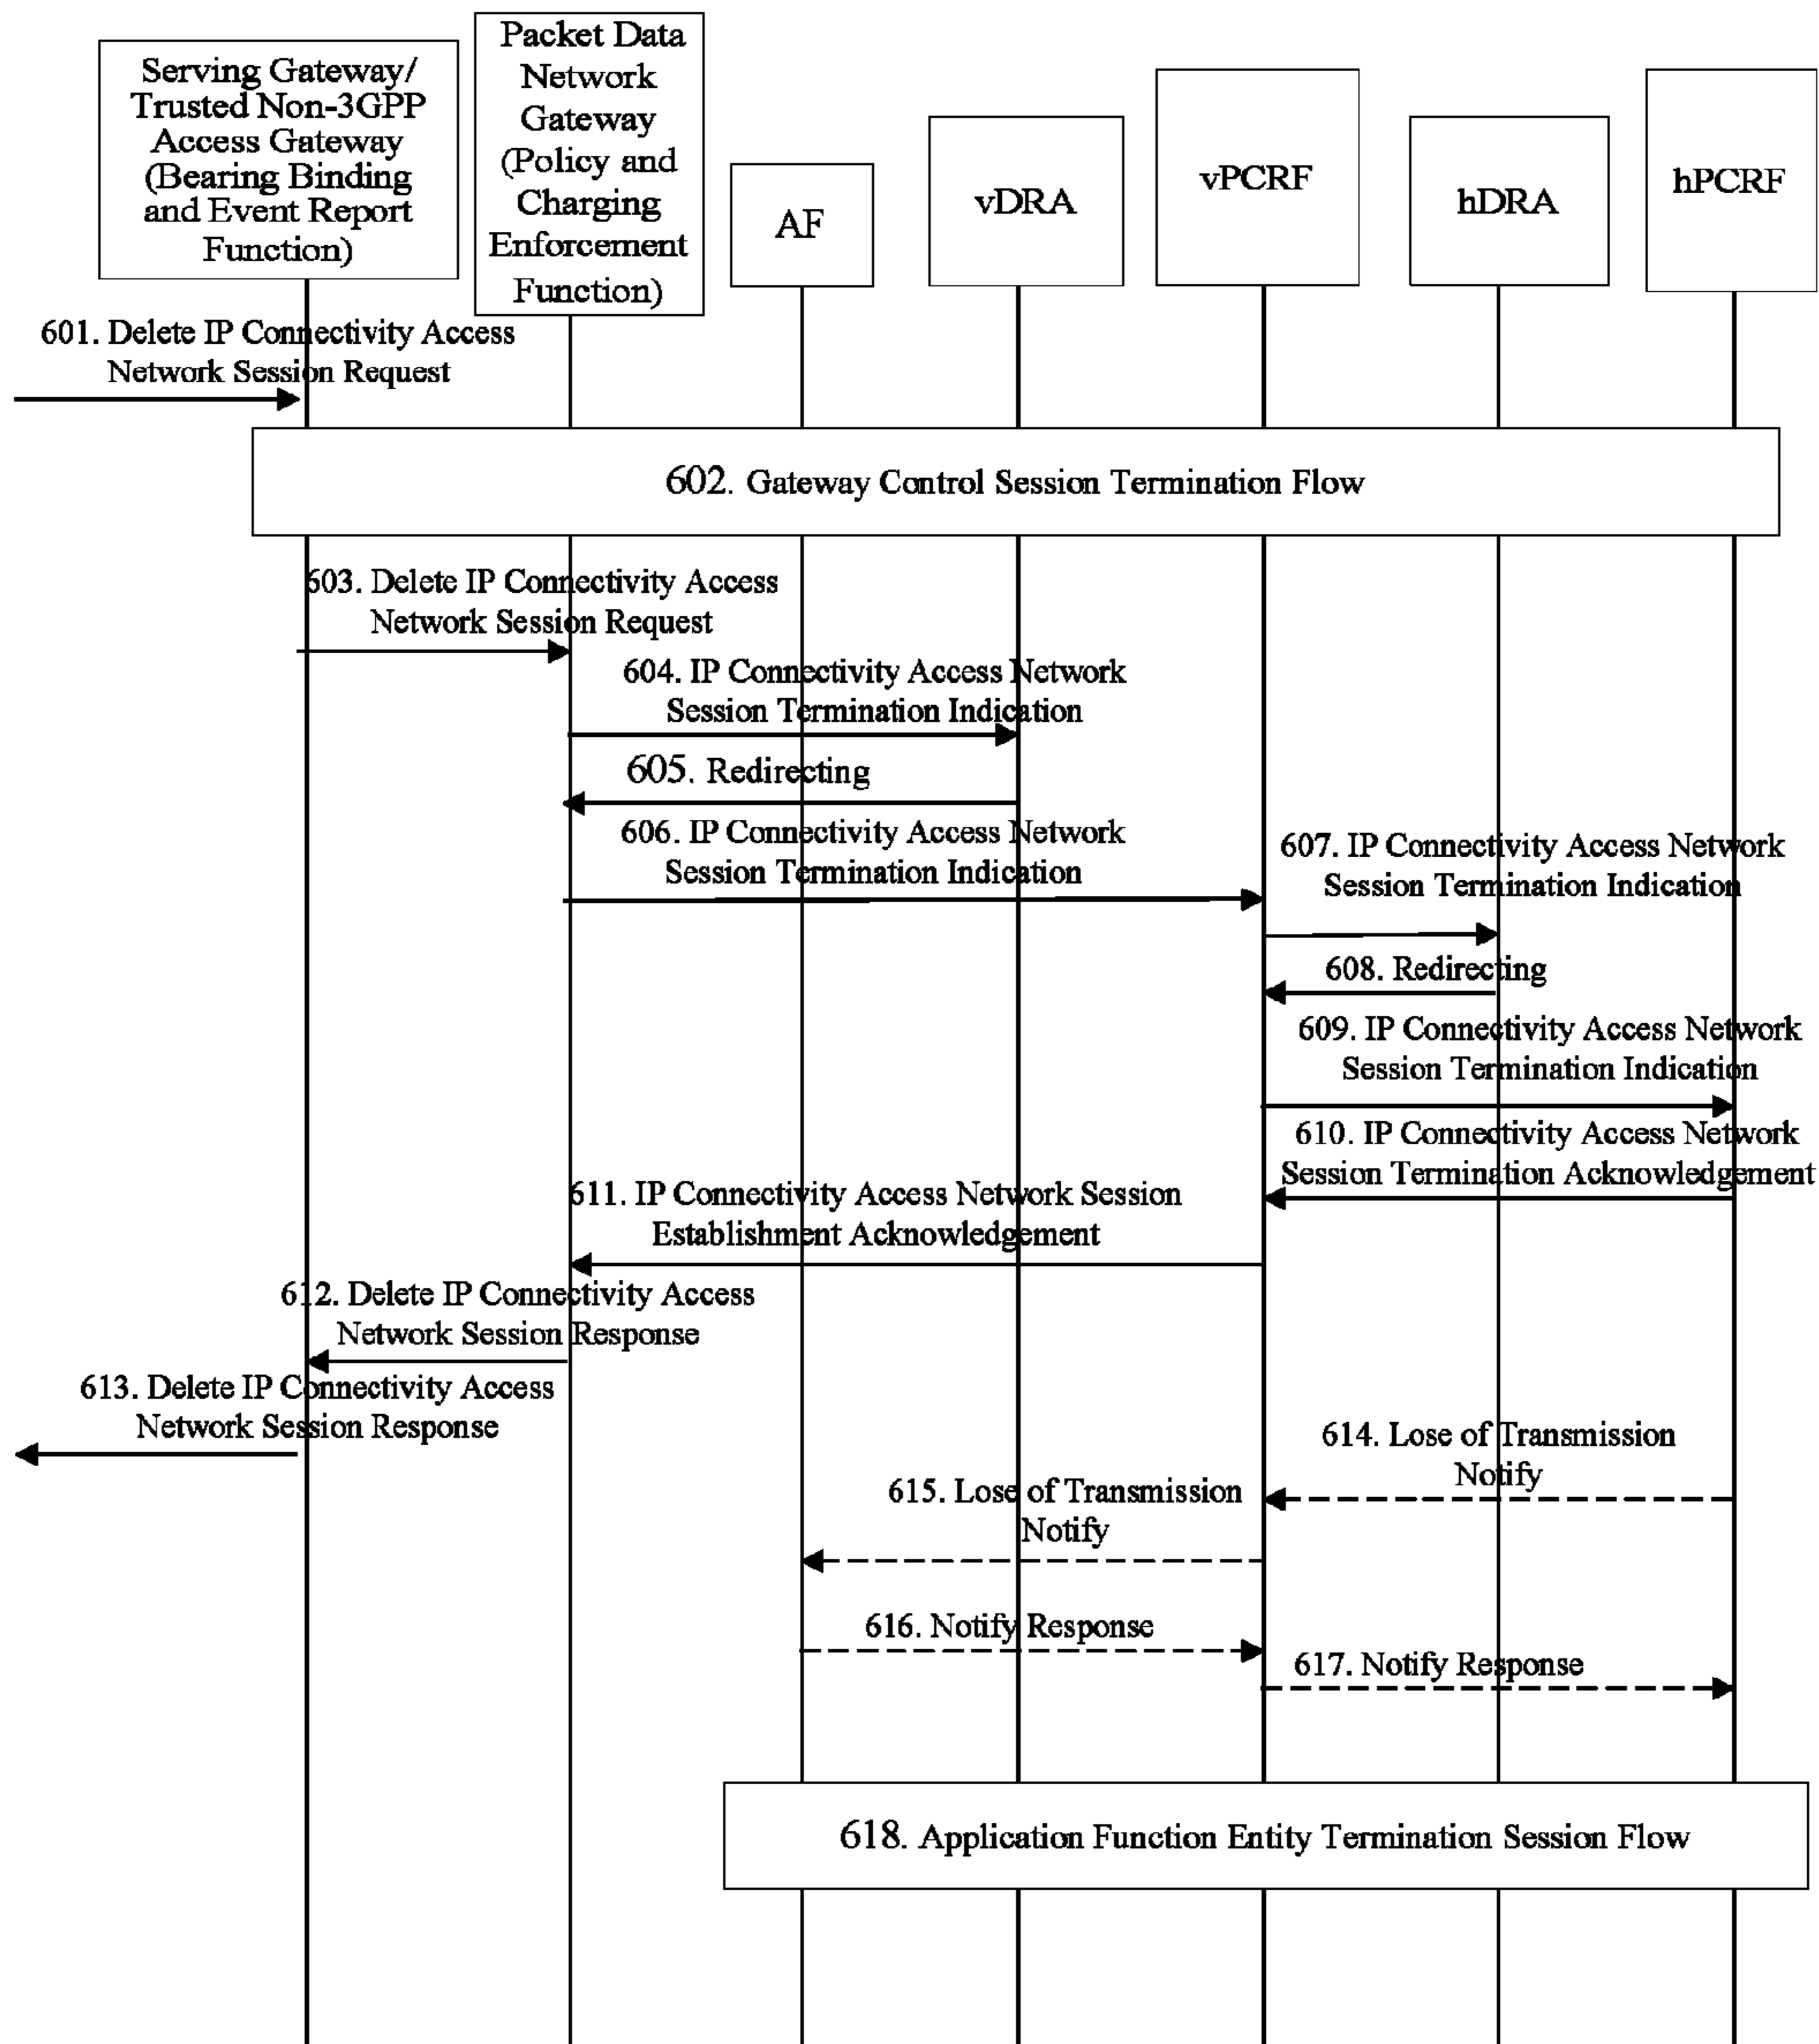 Serving Gateway/
Trusted Non-3GPP
Access Gateway
(Bearing Binding
and Event Report
Function)
Packet Data
Network
Gateway
(Policy and
Charging
Enforcement
Function)
AF
vDRA
vPCRF
hDRA
hPCRF
601. Delete IP Connectivity Access
Network Session Request
602. Gateway Control Session Termination Flow
603. Delete IP Connectivity Access
Network Session Request
604. IP Connectivity Access Network
Session Termination Indication
605. Redirecting
606. IP Connectivity Access Network
Session Termination Indication
607. IP Connectivity Access Network
Session Termination Indication
608. Redirecting
609. IP Connectivity Access Network
Session Termination Indication
610. IP Connectivity Access Network
Session Termination Acknowledgement
611. IP Connectivity Access Network Session
Establishment Acknowledgement
612. Delete IP Connectivity Access
Network Session Response
613. Delete IP Connectivity Access
Network Session Response
614. Lose of Transmission
Notify
615. Lose of Transmission
Notify
616. Notify Response
617. Notify Response
618. Application Function Entity Termination Session Flow